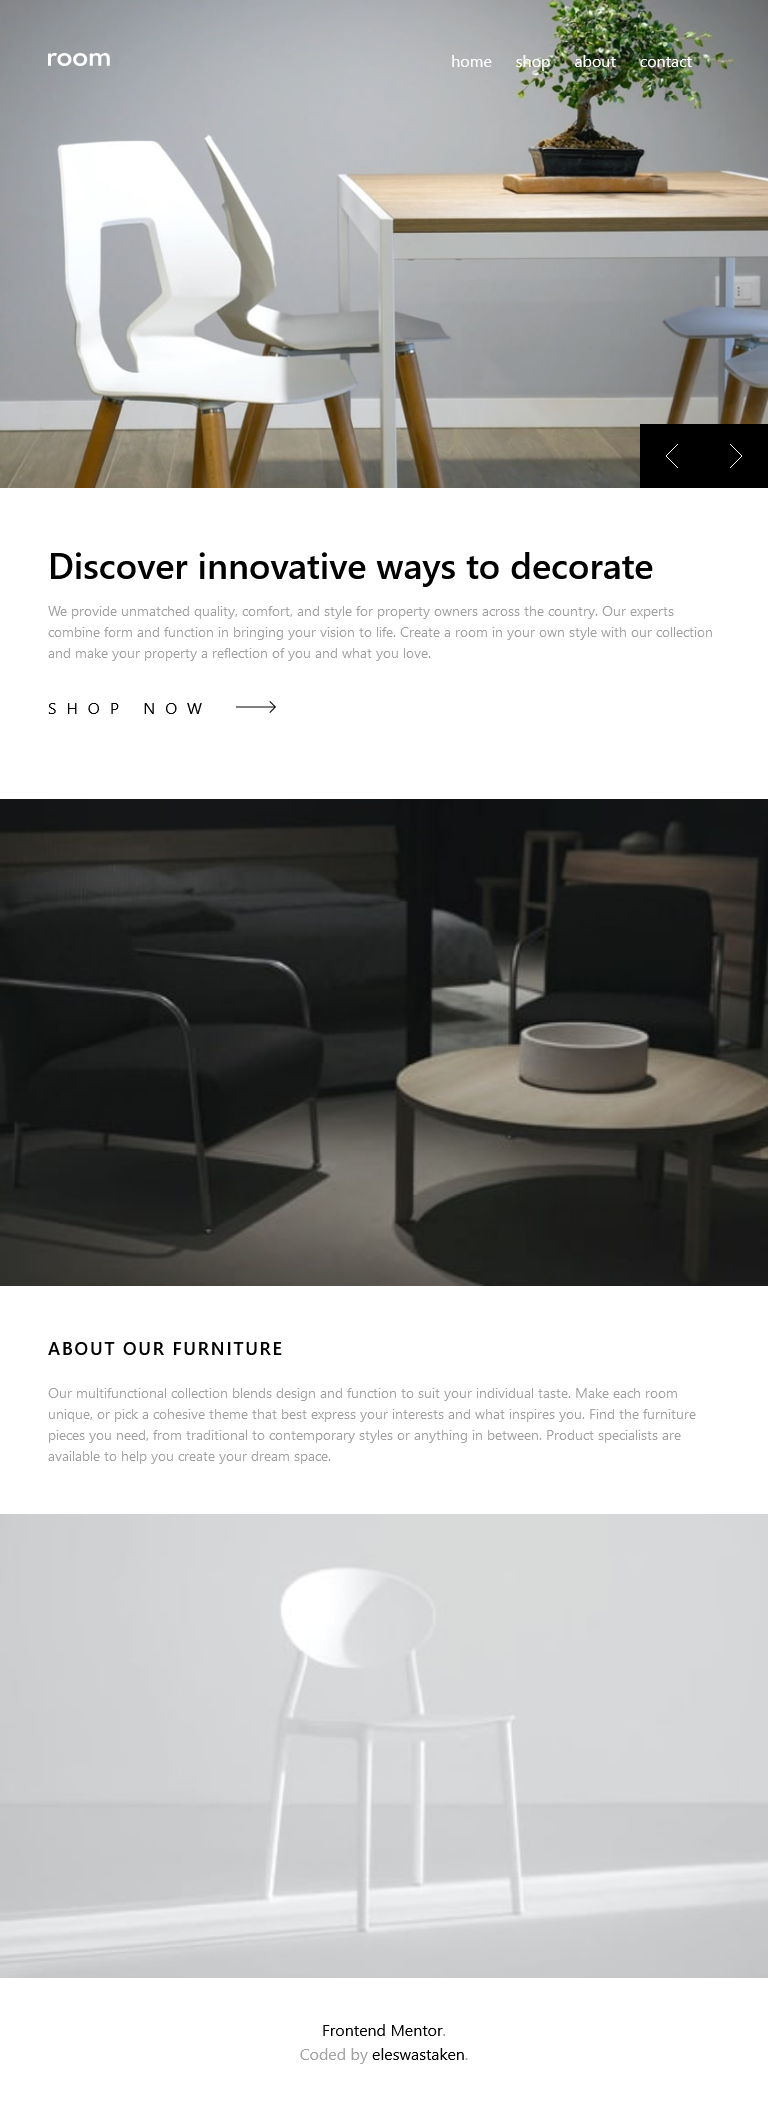 room
home shop about contact
Discover innovative ways to decorate
We provide unmatched quality, comfort, and style for property owners across the country. Our experts
combine form and function in bringing your vision to life. Create a room in your own style with our collection
and make your property a reflection of you and what you love.
SHOP NOW
ABOUT OUR FURNITURE
Our multifunctional collection blends design and function to suit your individual taste. Make each room
unique, or pick a cohesive theme that best express your interests and what inspires you. Find the furniture
pieces you need, from traditional to contemporary styles or anything in between. Product specialists are
available to help you create your dream space.
Frontend Mentor.
Coded by eleswastaken.